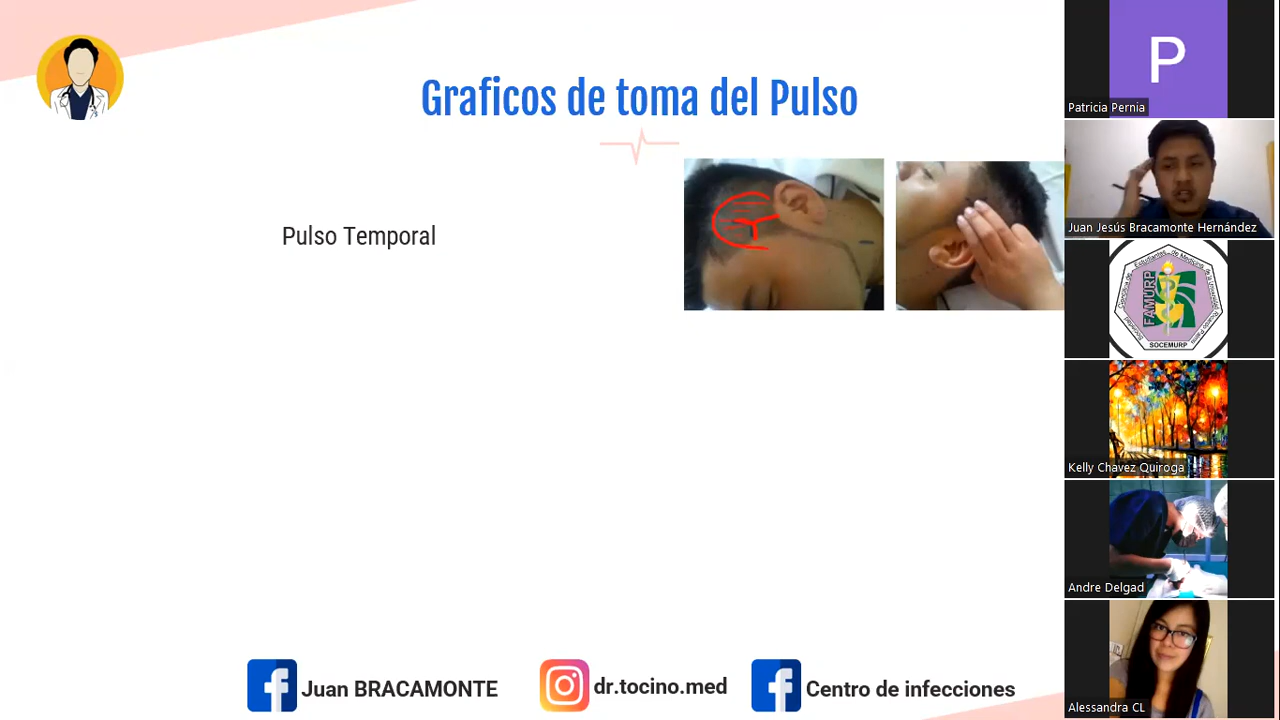 Graficos de toma del Pulso
Pulso Temporal
Juan BRACAMONTE
dr.tocino.med
Centro de infecciones
P
Patricia Pernia
Juan Jesús Bracamonte Hernández
FAMURP
SOCEMURP
Kelly Chavez Quiroga
Andre Delgad
Alessandra CL